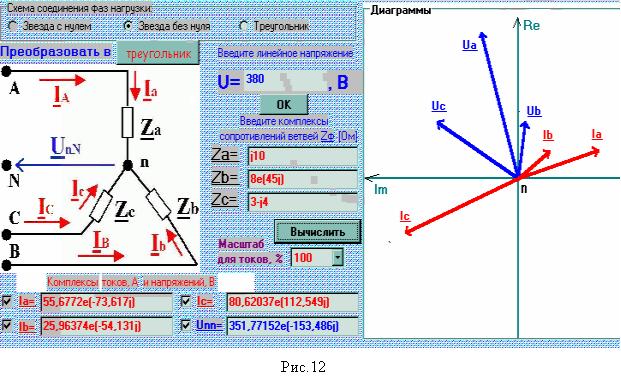 Схема соединения фаз нагрузки:
Звезда с нулем Звезда без нуля Треугольник
Преобразовать в треугольник
A
I_A
I_a
Z_a
U_nN
N
n
I_c
C
I_C
Z_c
Z_b
I_b
I_B
B
Введите линейное напряжение
U= 380 , В
OK
Введите комплексы
сопротивлений ветвей Zф. [Ом]
Za= j10
Zb= 8e(45j)
Zc= 3-j4
Вычислить
Масштаб
для токов, % 100
Комплексы токов, А и напряжений, В
Ia= 55,6772e(-73,617j) Ic= 80,62037e(112,549j)
Ib= 25,96374e(-54,131j) Unn= 351,77152e(-153,486j)
Диаграммы
Re
Ua
Uc
Ub
Ib
Ia
Im
n
Ic
Рис.12